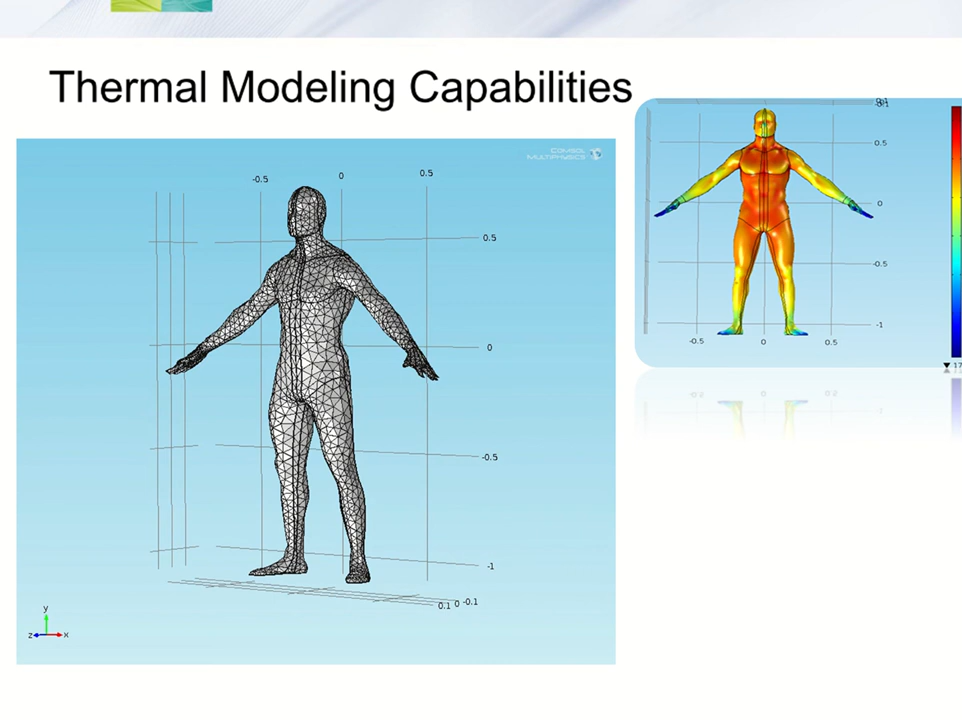 Thermal Modeling Capabilities
COMSOL
MULTIPHYSICS
-0.5
0
0.5
0.5
0
-0.5
-1
0.1 0 -0.1
y
z
x
0.5
0
-0.5
-1
-0.5
0
0.5
▼ 17